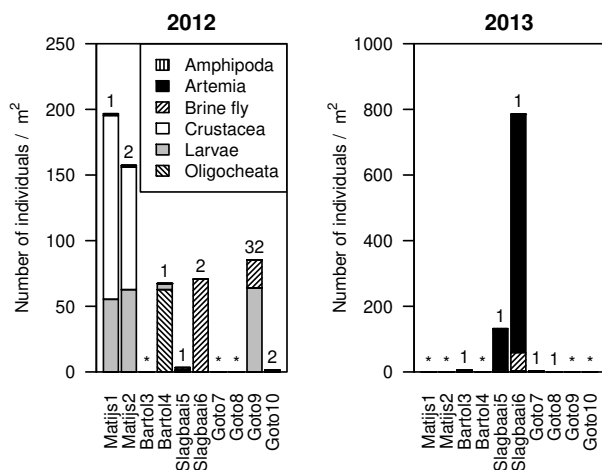 2012
Number of individuals / m²
250
200
150
100
50
0
Amphipoda
Artemia
Brine fly
Crustacea
Larvae
Oligocheata
1
2
*
1
1
2
*
*
32
2
Matijs1
Matijs2
Bartol3
Bartol4
Slagbaai5
Slagbaai6
Goto7
Goto8
Goto9
Goto10
2013
Number of individuals / m²
1000
800
600
400
200
0
*
*
1
*
1
1
1
1
*
*
Matijs1
Matijs2
Bartol3
Bartol4
Slagbaai5
Slagbaai6
Goto7
Goto8
Goto9
Goto10